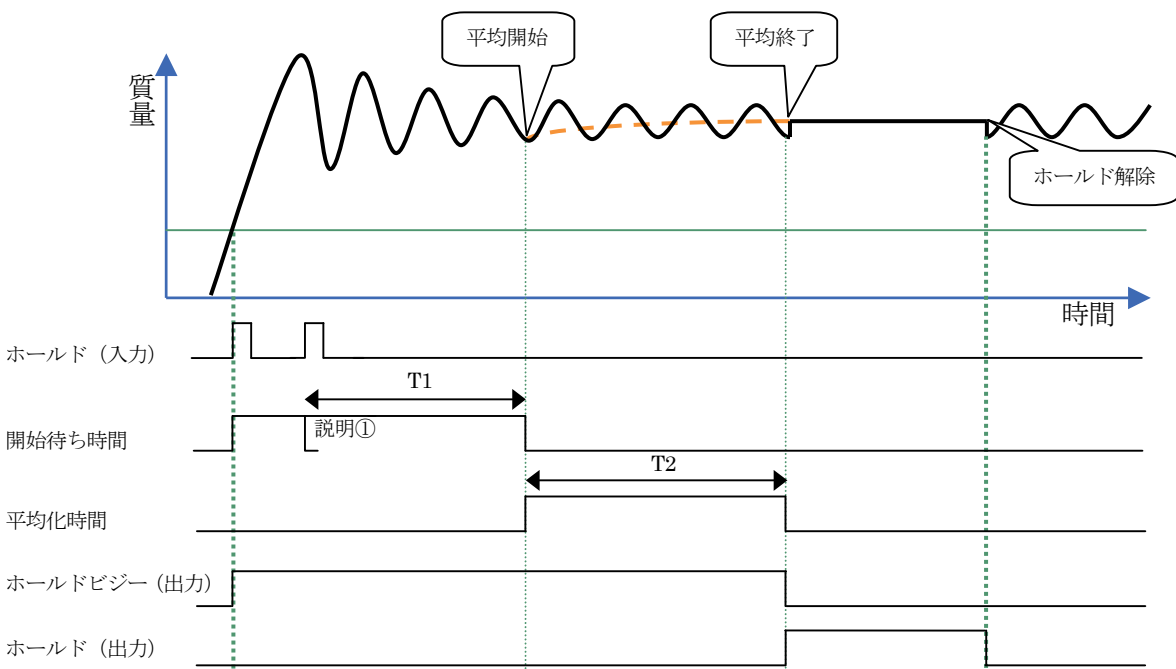 平均開始
平均終了
質量
ホールド解除
時間
ホールド（入力）
T1
開始待ち時間
説明①
T2
平均化時間
ホールドビジー（出力）
ホールド（出力）